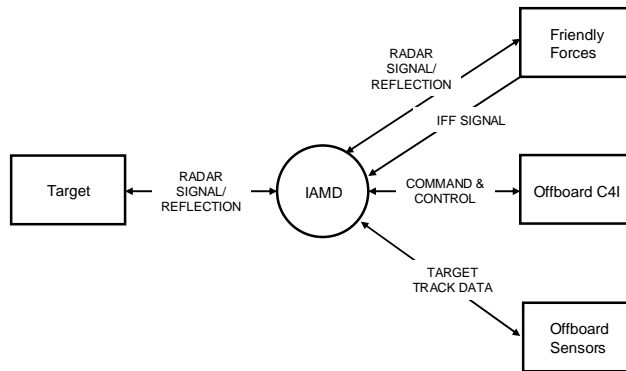 Friendly
Forces
RADAR
SIGNAL/
REFLECTION
IFF SIGNAL
Target
RADAR
SIGNAL/
REFLECTION
IAMD
COMMAND &
CONTROL
Offboard C4I
TARGET
TRACK DATA
Offboard
Sensors